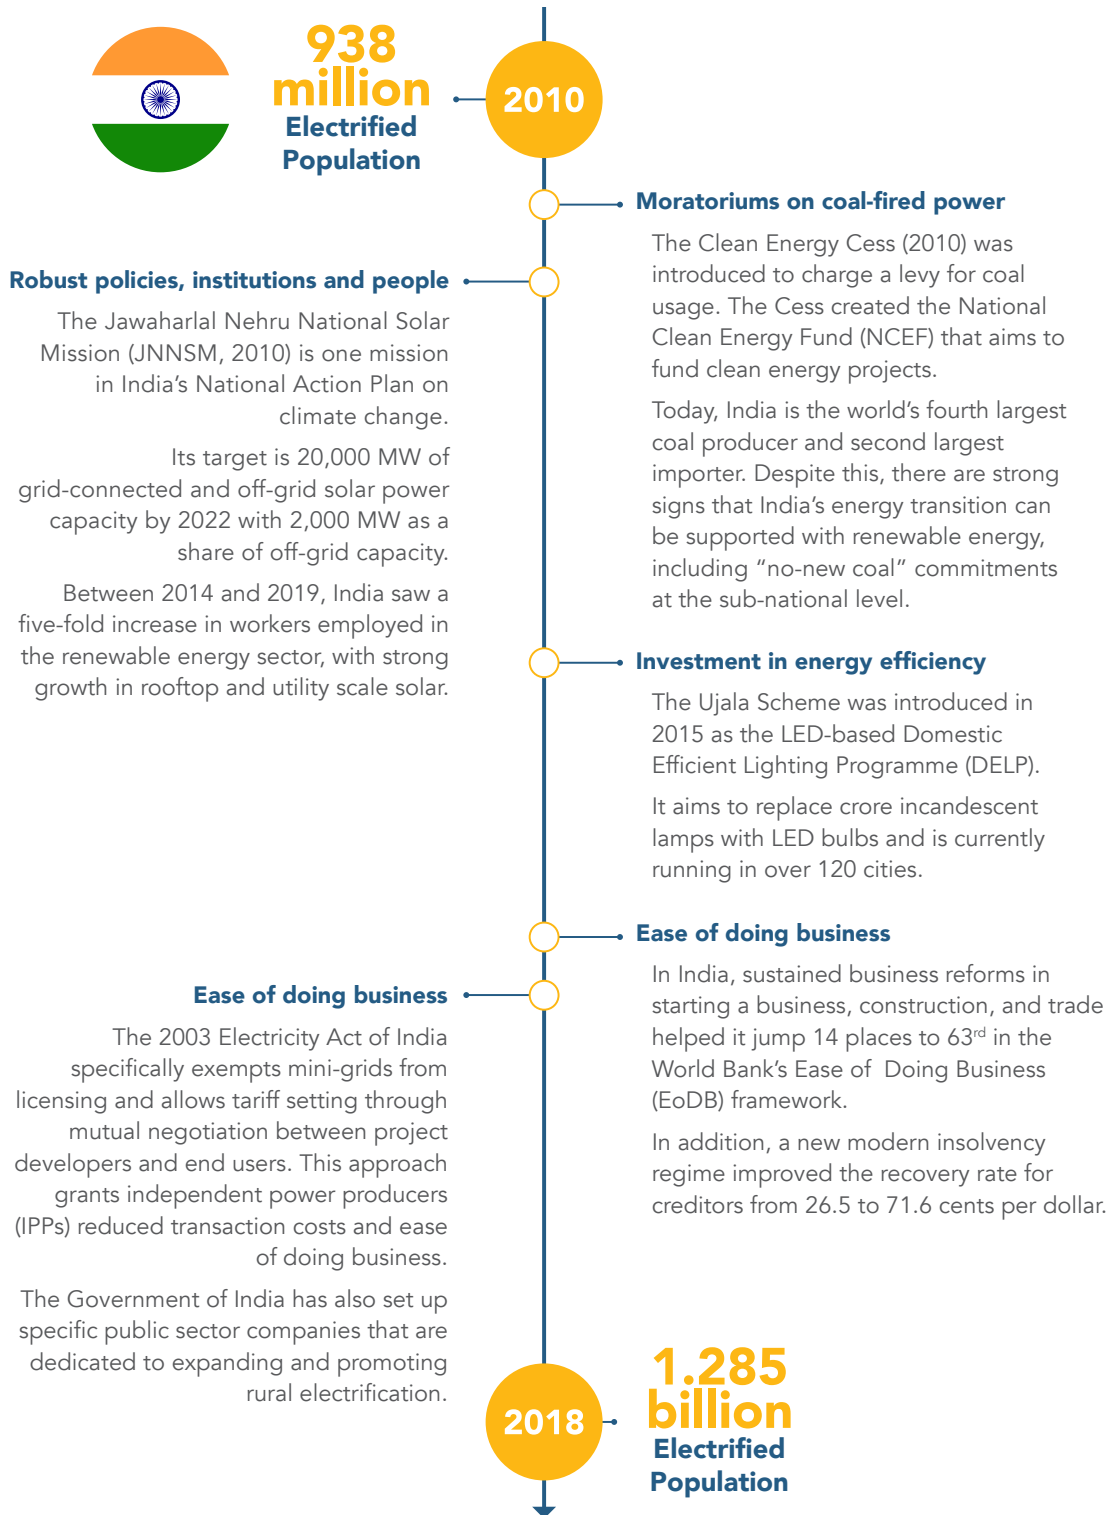 938
million
Electrified
Population
2010
Moratoriums on coal-fired power
The Clean Energy Cess (2010) was
introduced to charge a levy for coal
usage. The Cess created the National
Clean Energy Fund (NCEF) that aims to
fund clean energy projects.
Today, India is the world’s fourth largest
coal producer and second largest
importer. Despite this, there are strong
signs that India’s energy transition can
be supported with renewable energy,
including “no-new coal” commitments
at the sub-national level.
Robust policies, institutions and people
The Jawaharlal Nehru National Solar
Mission (JNNSM, 2010) is one mission
in India’s National Action Plan on
climate change.
Its target is 20,000 MW of
grid-connected and off-grid solar power
capacity by 2022 with 2,000 MW as a
share of off-grid capacity.
Between 2014 and 2019, India saw a
five-fold increase in workers employed in
the renewable energy sector, with strong
growth in rooftop and utility scale solar.
Investment in energy efficiency
The Ujala Scheme was introduced in
2015 as the LED-based Domestic
Efficient Lighting Programme (DELP).
It aims to replace crore incandescent
lamps with LED bulbs and is currently
running in over 120 cities.
Ease of doing business
In India, sustained business reforms in
starting a business, construction, and trade
helped it jump 14 places to 63rd in the
World Bank’s Ease of Doing Business
(EoDB) framework.
In addition, a new modern insolvency
regime improved the recovery rate for
creditors from 26.5 to 71.6 cents per dollar.
Ease of doing business
The 2003 Electricity Act of India
specifically exempts mini-grids from
licensing and allows tariff setting through
mutual negotiation between project
developers and end users. This approach
grants independent power producers
(IPPs) reduced transaction costs and ease
of doing business.
The Government of India has also set up
specific public sector companies that are
dedicated to expanding and promoting
rural electrification.
2018
1.285
billion
Electrified
Population